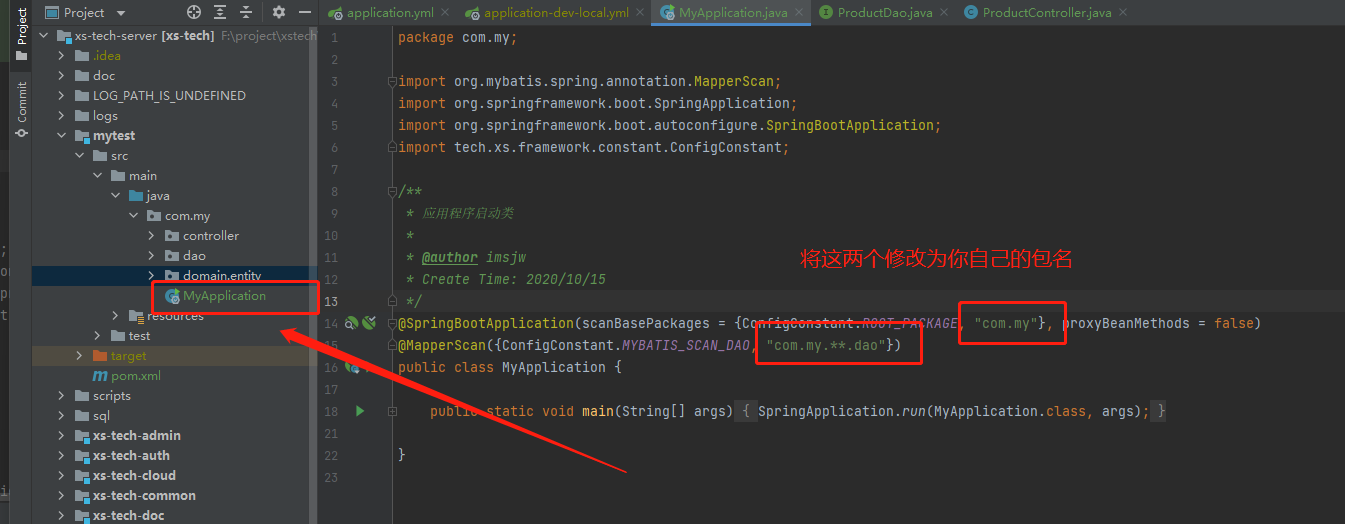 Project
application.yml
application-dev-local.yml
MyApplication.java
ProductDao.java
ProductController.java
Project
Commit
xs-tech-server [xs-tech] F:\project\xstech
.idea
doc
LOG_PATH_IS_UNDEFINED
logs
mytest
src
main
java
com.my
controller
dao
domain.entity
MyApplication
resources
test
target
pom.xml
scripts
sql
xs-tech-admin
xs-tech-auth
xs-tech-cloud
xs-tech-common
xs-tech-doc
1 package com.my;
2
3 import org.mybatis.spring.annotation.MapperScan;
4 import org.springframework.boot.SpringApplication;
5 import org.springframework.boot.autoconfigure.SpringBootApplication;
6 import tech.xs.framework.constant.ConfigConstant;
7
8 /**
9 * 应用程序启动类
10 *
11 * @author imsjw
将这两个修改为你自己的包名
12 * Create Time: 2020/10/15
13 */
14 @SpringBootApplication(scanBasePackages = {ConfigConstant.ROOT_PACKAGE, "com.my"}, proxyBeanMethods = false)
15 @MapperScan({ConfigConstant.MYBATIS_SCAN_DAO, "com.my.**.dao"})
16 public class MyApplication {
17
18 public static void main(String[] args) { SpringApplication.run(MyApplication.class, args); }
21
22 }
23